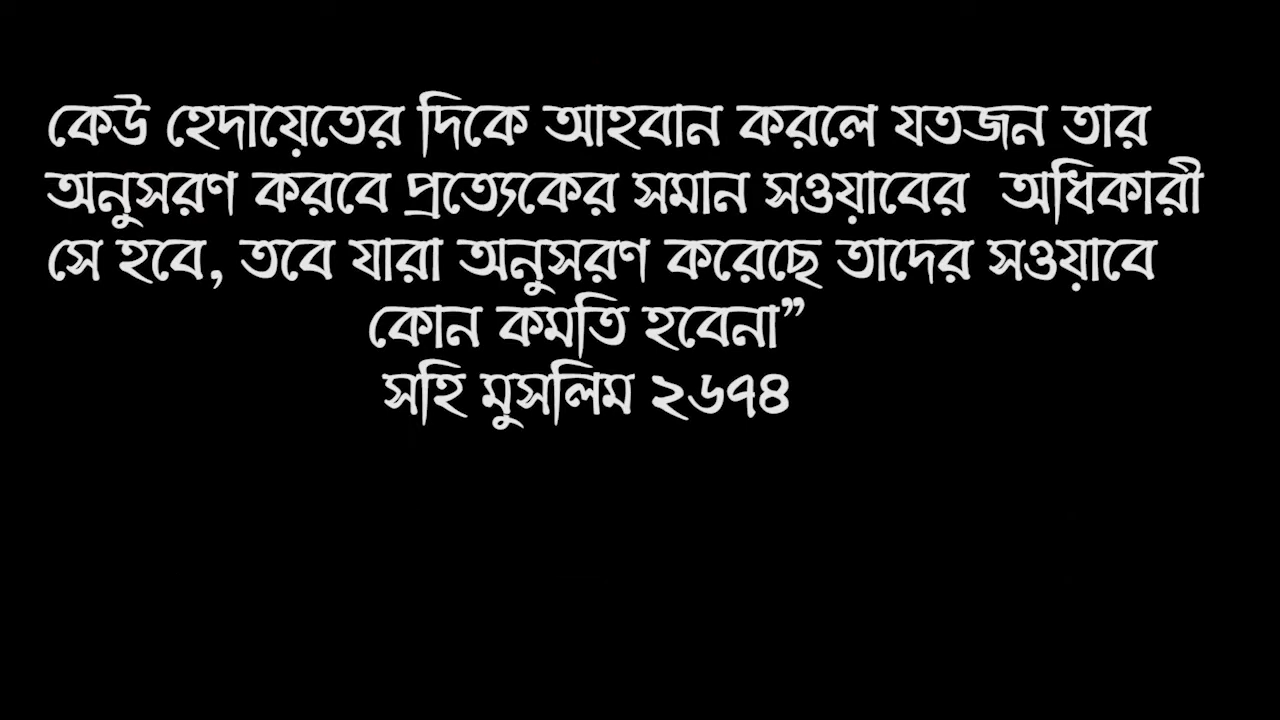 কেউ হেদায়েতের দিকে আহবান করলে যতজন তার
অনুসরণ করবে প্রত্যেকের সমান সওয়াবের অধিকারী
সে হবে, তবে যারা অনুসরণ করেছে তাদের সওয়াবে
কোন কমতি হবেনা”
সহি মুসলিম ২৬৭৪